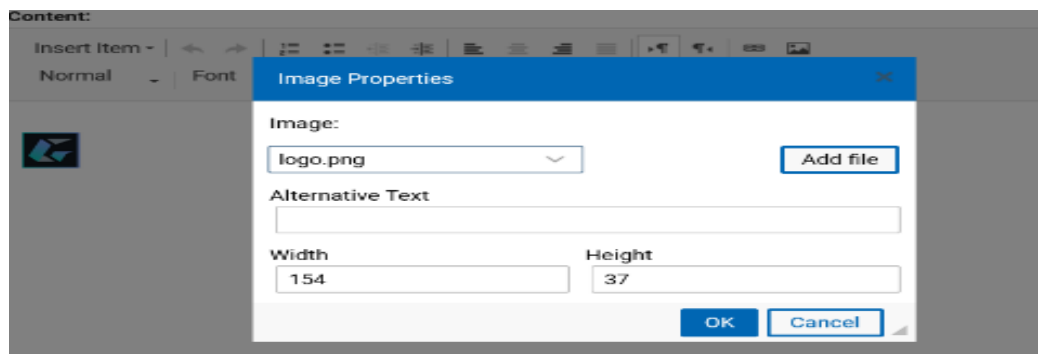 Content:
Insert Item
Normal Font
Image Properties
Image:
logo.png Add file
Alternative Text
Width Height
154 37
OK Cancel